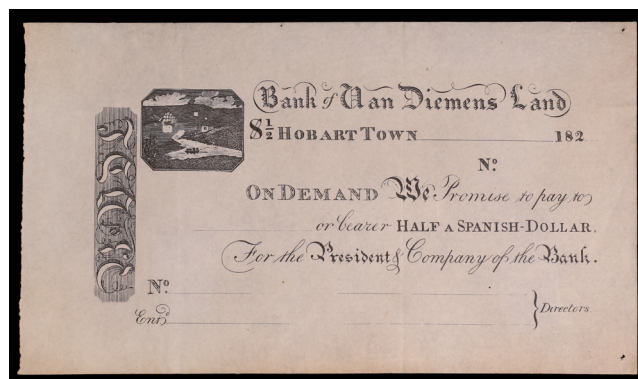 Bank of Van Diemens Land
S½ HOBART TOWN 182
No.
ON DEMAND We Promise to pay to
or bearer HALF A SPANISH-DOLLAR.
For the President & Company of the Bank.
No.
Entd.
Directors